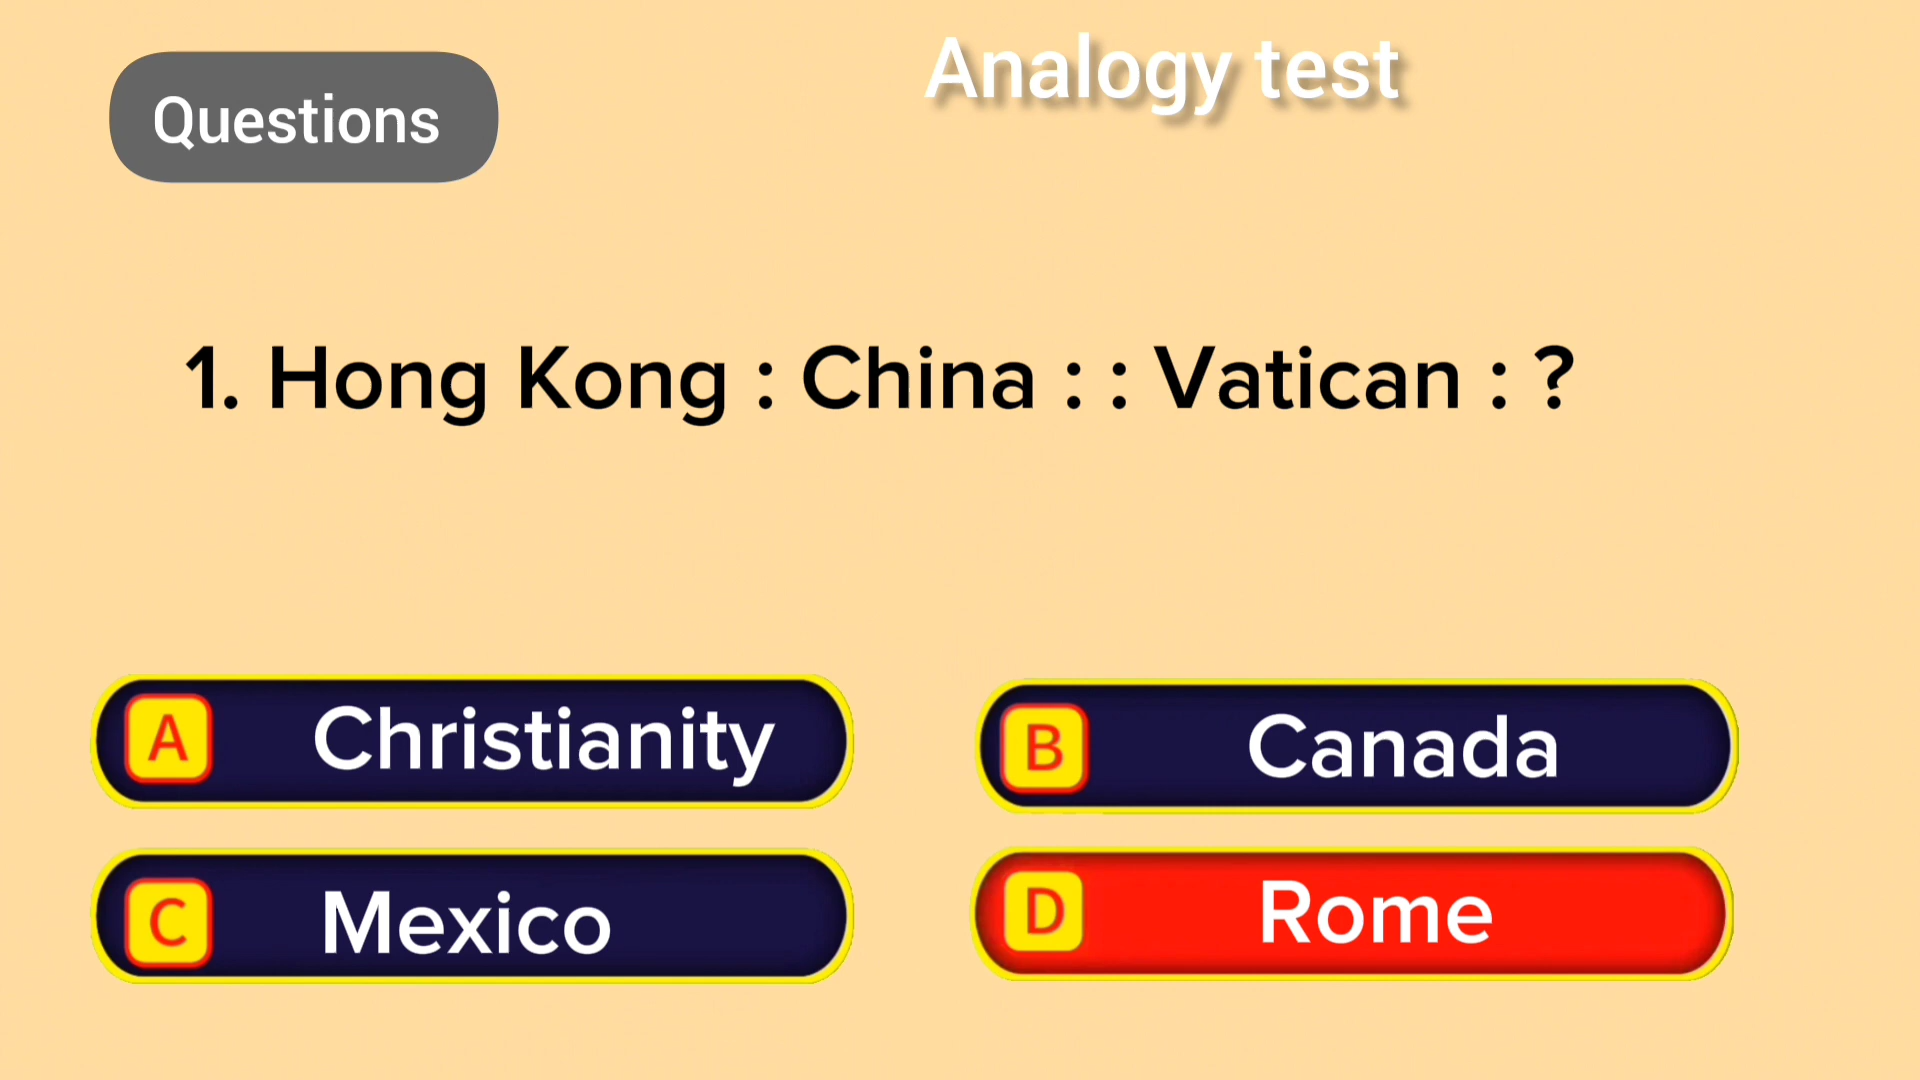 Analogy test
Questions
1. Hong Kong : China : : Vatican : ?
A Christianity
B Canada
C Mexico
D Rome